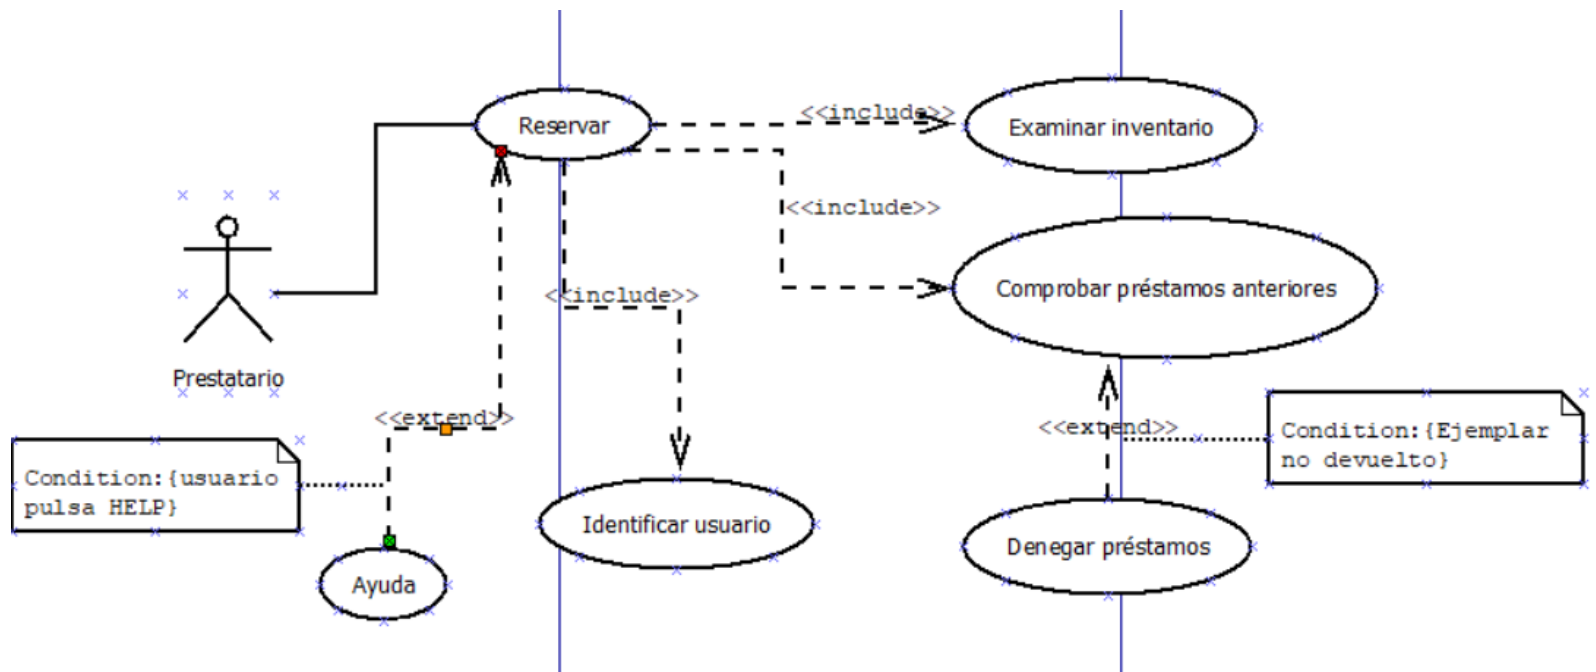 Reservar
<<include>>
Examinar inventario
<<include>>
Comprobar préstamos anteriores
<<include>>
Prestatario
<<extend>>
<<extend>>
Condition:{Ejemplar
no devuelto}
Condition:{usuario
pulsa HELP}
Identificar usuario
Denegar préstamos
Ayuda